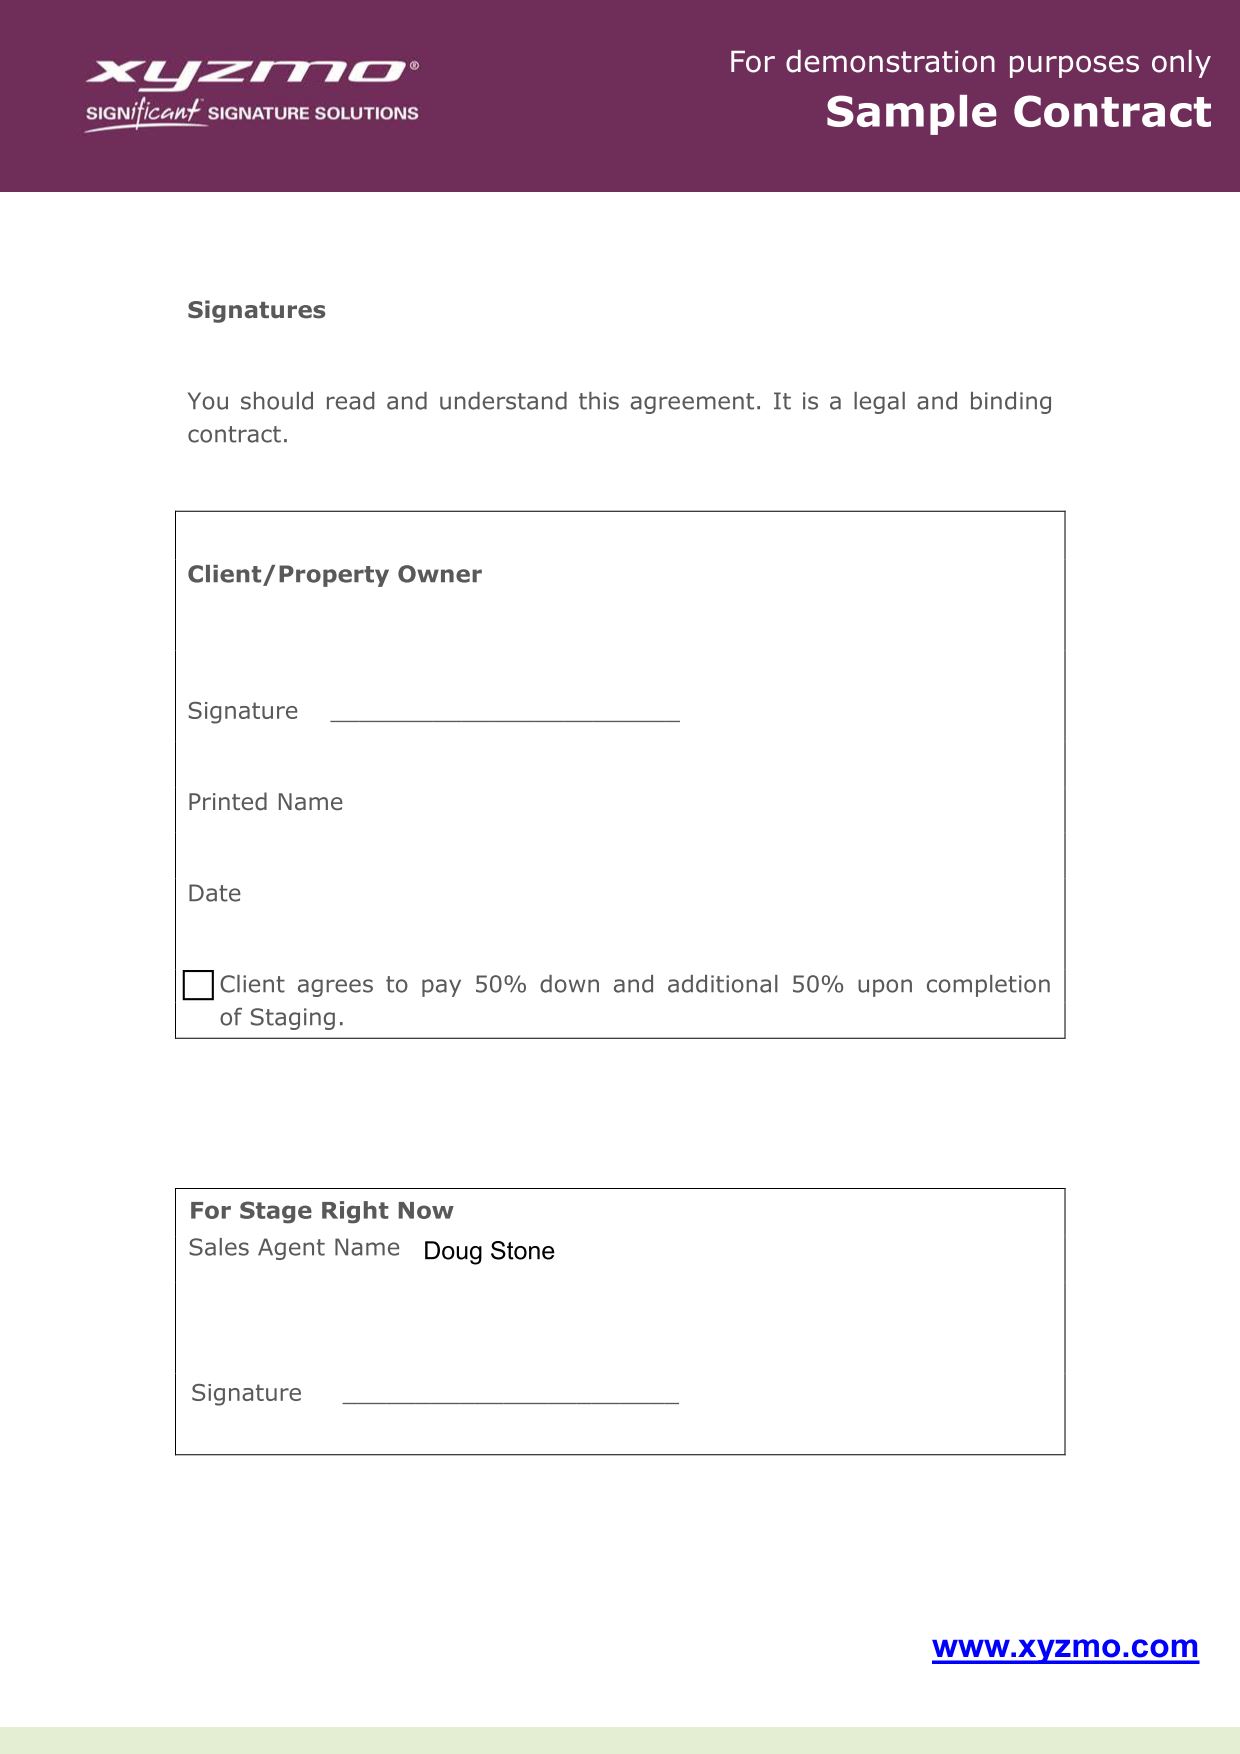 xyzmo®
SIGNificant SIGNATURE SOLUTIONS
For demonstration purposes only
Sample Contract
Signatures
You should read and understand this agreement. It is a legal and binding
contract.
Client/Property Owner
Signature ________________________
Printed Name
Date
Client agrees to pay 50% down and additional 50% upon completion
of Staging.
For Stage Right Now
Sales Agent Name Doug Stone
Signature _______________________
www.xyzmo.com